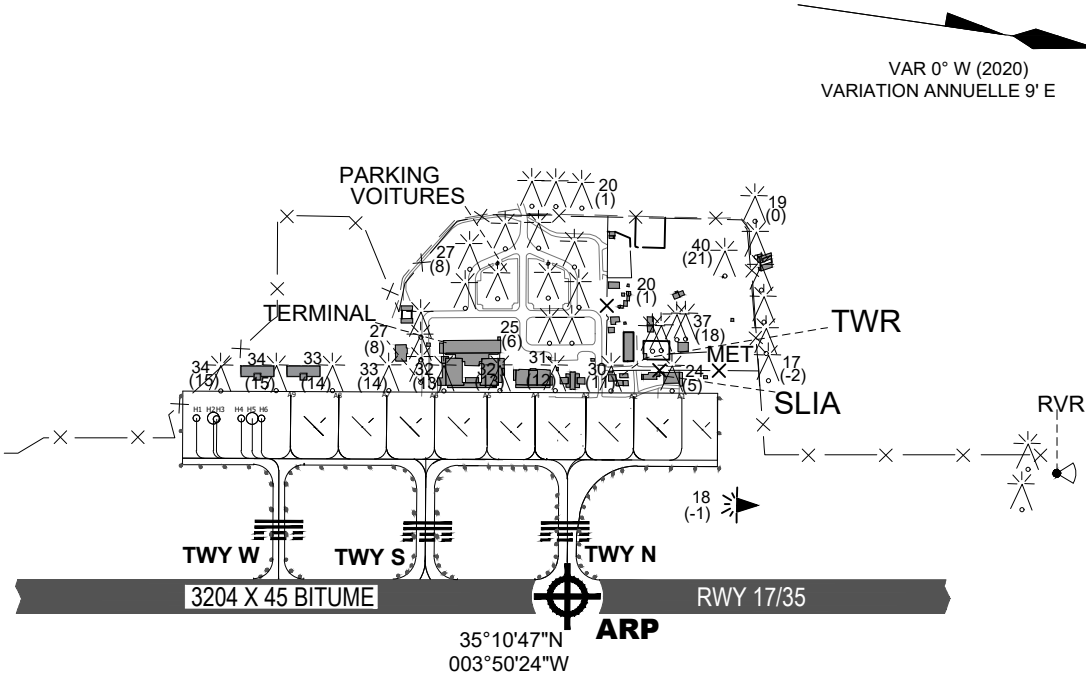 VAR 0° W (2020)
VARIATION ANNUELLE 9' E
PARKING
VOITURES
20
(1)
19
(0)
27
(8)
40
(21)
20
(1)
TERMINAL
27
(8)
25
(6)
37
(18)
TWR
MET
34
(15)
34
(15)
33
(14)
33
(14)
32
(13)
32
(13)
31
(12)
30
24
(5)
17
(-2)
SLIA
RVR
H1 H2 H3 H4 H5 H6
A9
18
(-1)
TWY W
TWY S
TWY N
3204 X 45 BITUME
RWY 17/35
ARP
35°10'47"N
003°50'24"W